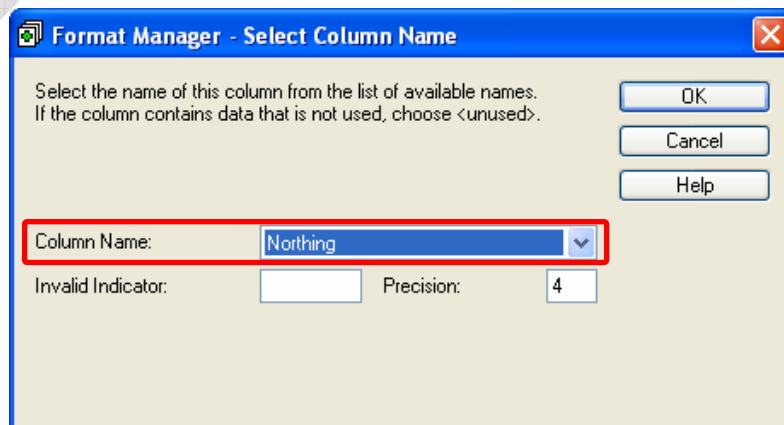 Format Manager - Select Column Name
Select the name of this column from the list of available names.
If the column contains data that is not used, choose <unused>.
OK
Cancel
Help
Column Name: Northing
Invalid Indicator: Precision: 4